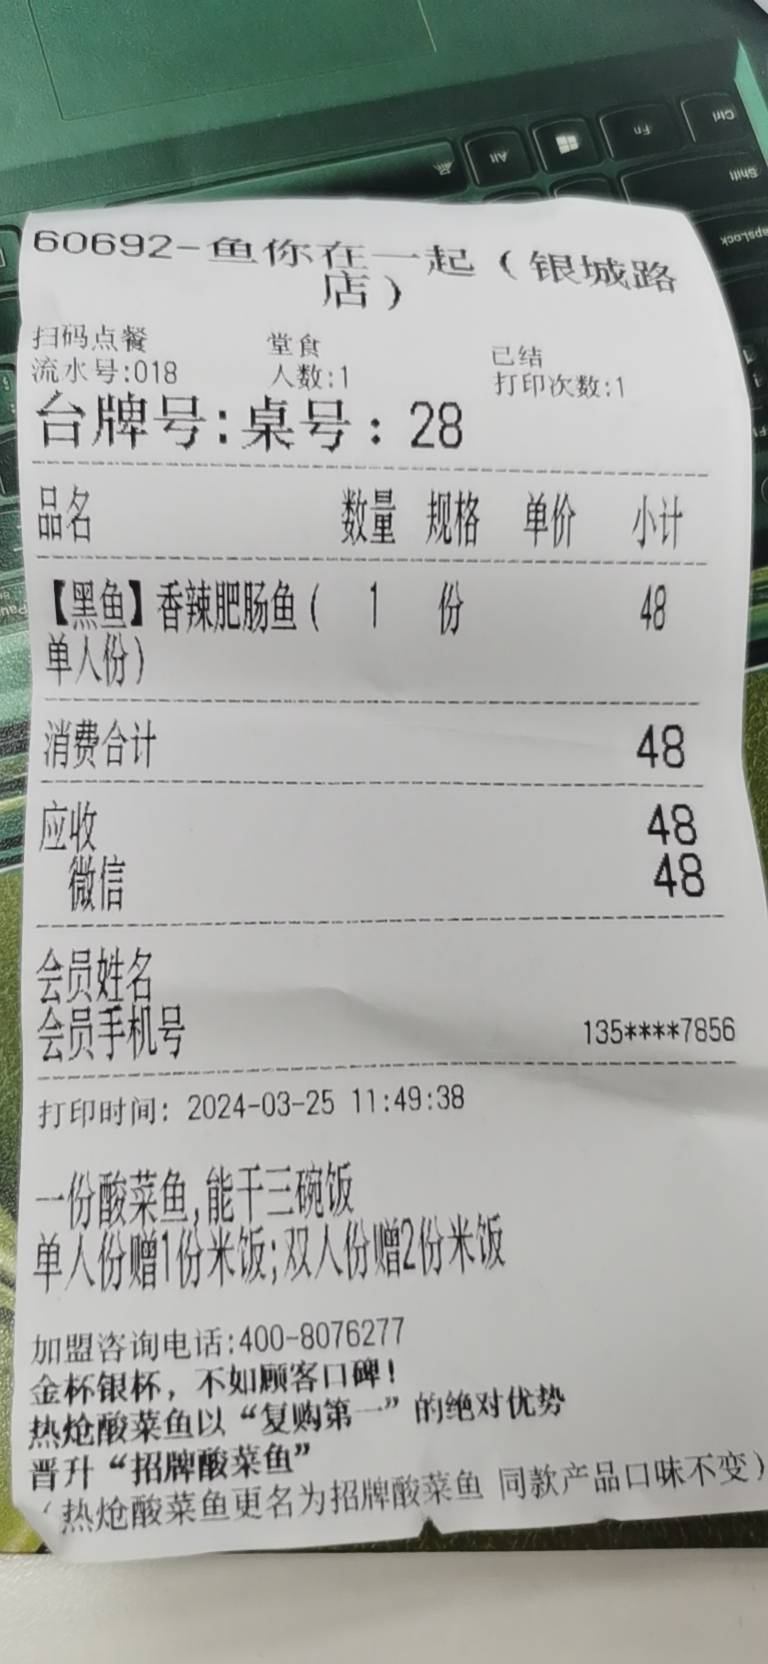 Ctrl
Fn
Alt
Shift
CapsLock
60692-鱼你在一起（银城路
店）
扫码点餐 堂食 已结
流水号:018 人数:1 打印次数:1
台牌号:桌号：28
品名 数量 规格 单价 小计
【黑鱼】香辣肥肠鱼( 1 份 48
单人份)
消费合计 48
应收 48
微信 48
会员姓名
会员手机号 135****7856
打印时间: 2024-03-25 11:49:38
一份酸菜鱼,能干三碗饭
单人份赠1份米饭;双人份赠2份米饭
加盟咨询电话:400-8076277
金杯银杯，不如顾客口碑！
热炝酸菜鱼以“复购第一”的绝对优势
晋升“招牌酸菜鱼”
（热炝酸菜鱼更名为招牌酸菜鱼 同款产品口味不变）